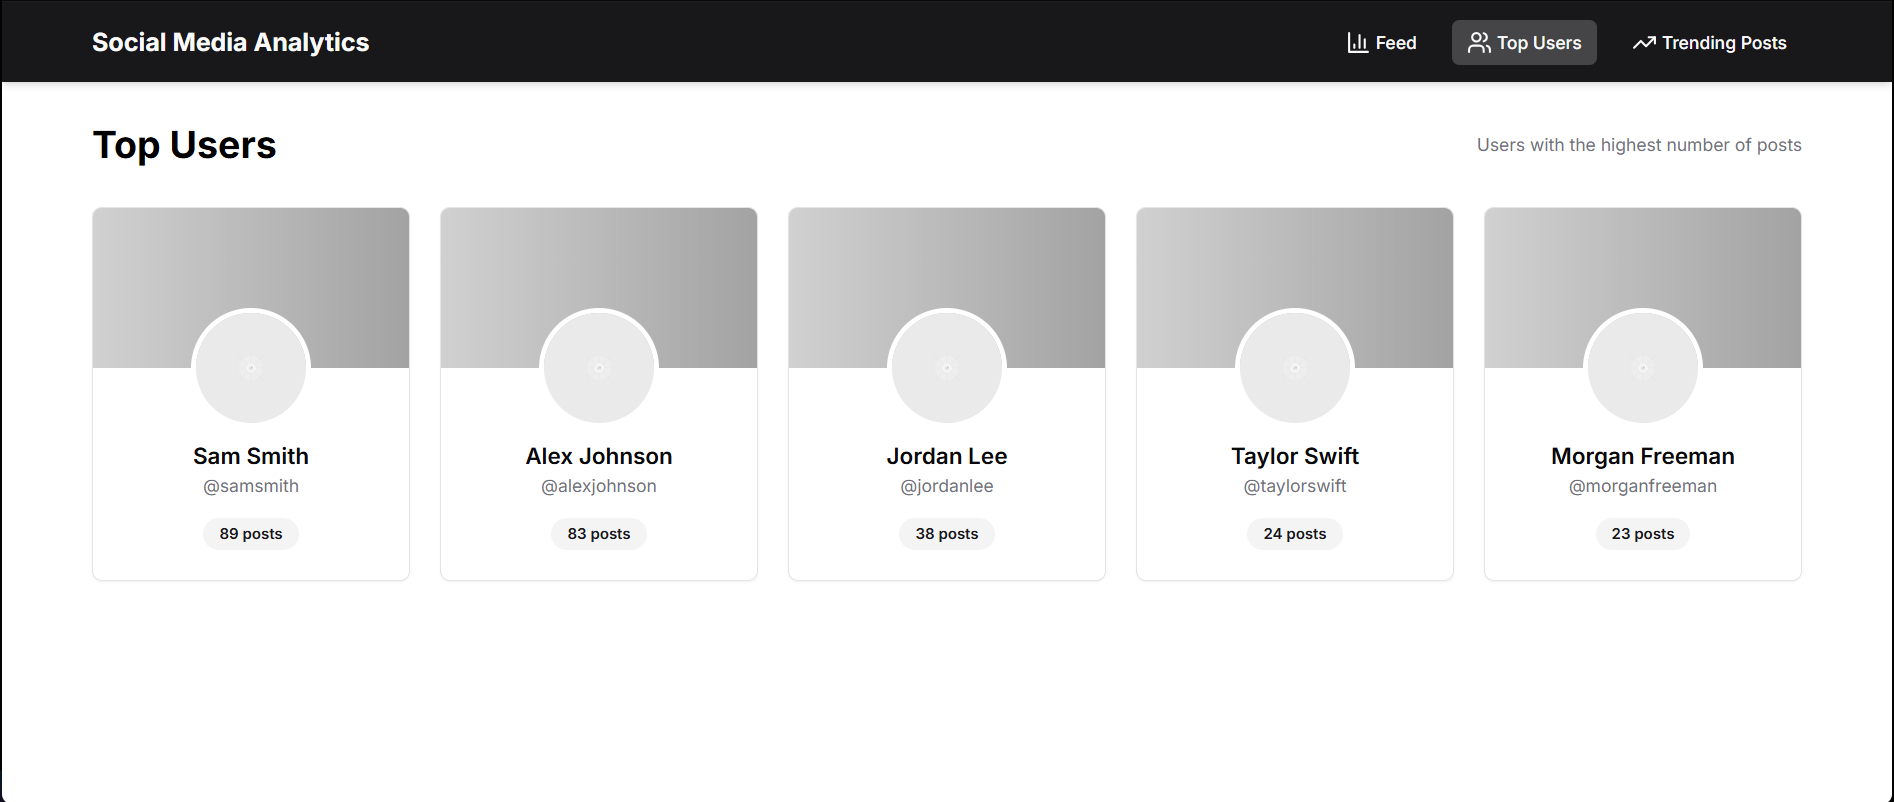 Social Media Analytics
Feed
Top Users
Trending Posts
Top Users
Users with the highest number of posts
Sam Smith
@samsmith
89 posts
Alex Johnson
@alexjohnson
83 posts
Jordan Lee
@jordanlee
38 posts
Taylor Swift
@taylorswift
24 posts
Morgan Freeman
@morganfreeman
23 posts